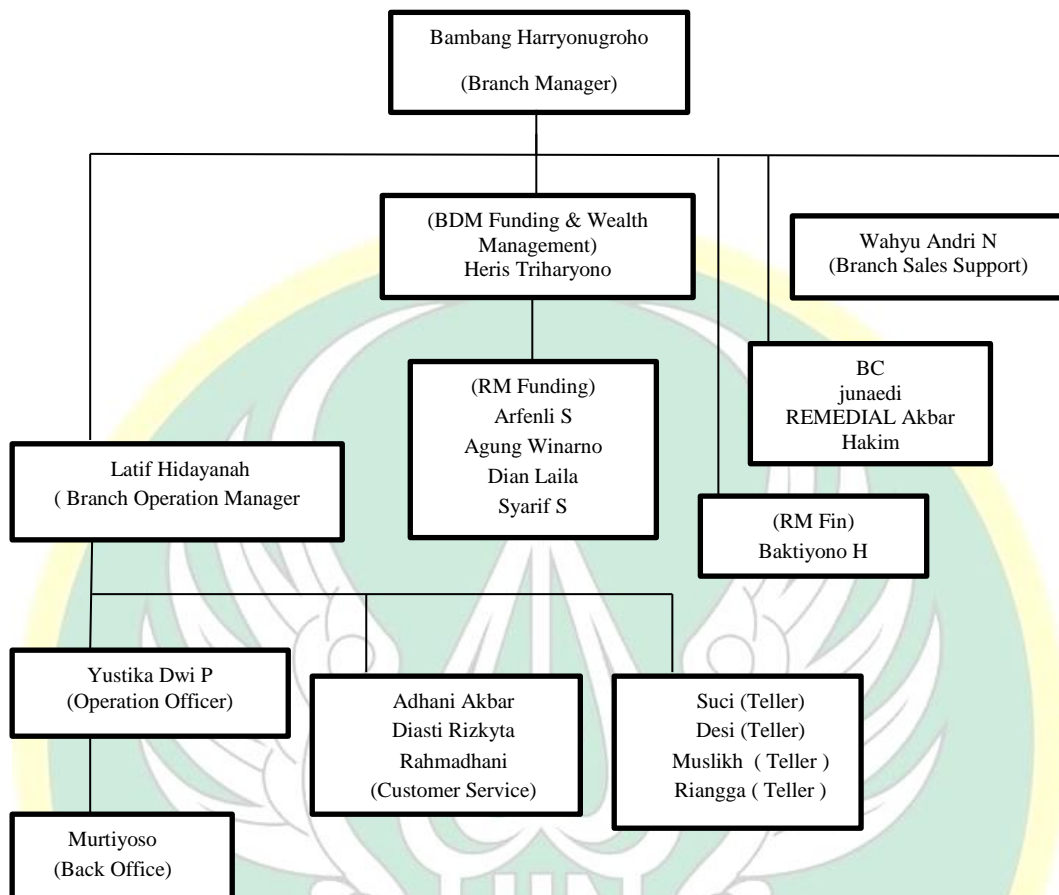 Bambang Harryonugroho
(Branch Manager)
(BDM Funding & Wealth
Management)
Heris Triharyono
Wahyu Andri N
(Branch Sales Support)
(RM Funding)
Arfenli S
Agung Winarno
Dian Laila
Syarif S
BC
junaedi
REMEDIAL Akbar
Hakim
Latif Hidayanah
( Branch Operation Manager
(RM Fin)
Baktiyono H
Yustika Dwi P
(Operation Officer)
Adhani Akbar
Diasti Rizkyta
Rahmadhani
(Customer Service)
Suci (Teller)
Desi (Teller)
Muslikh ( Teller )
Riangga ( Teller )
Murtiyoso
(Back Office)